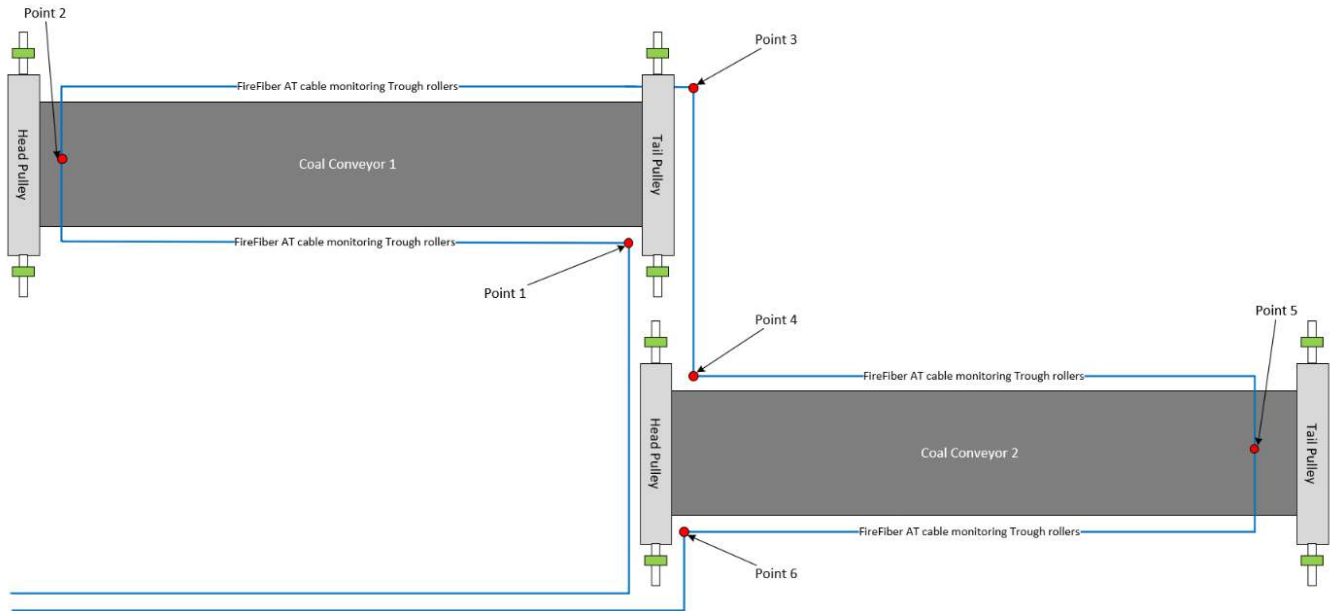 Point 2
Point 3
FireFiber AT cable monitoring Trough rollers
Head Pulley
Coal Conveyor 1
Tail Pulley
FireFiber AT cable monitoring Trough rollers
Point 1
Point 4
Point 5
FireFiber AT cable monitoring Trough rollers
Head Pulley
Coal Conveyor 2
Tail Pulley
FireFiber AT cable monitoring Trough rollers
Point 6